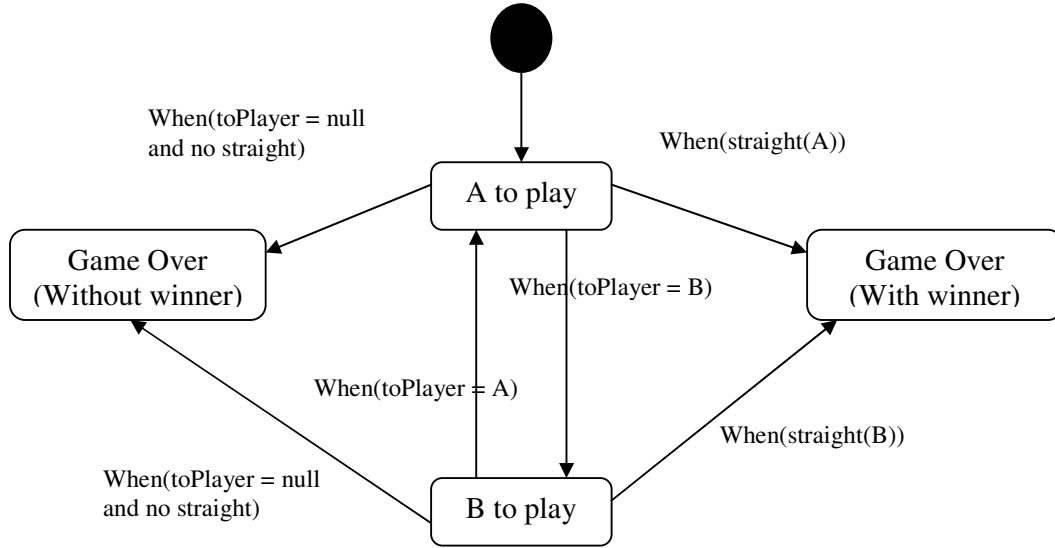 When(toPlayer = null
and no straight)
When(straight(A))
A to play
Game Over
(Without winner)
When(toPlayer = B)
Game Over
(With winner)
When(toPlayer = A)
When(straight(B))
When(toPlayer = null
and no straight)
B to play